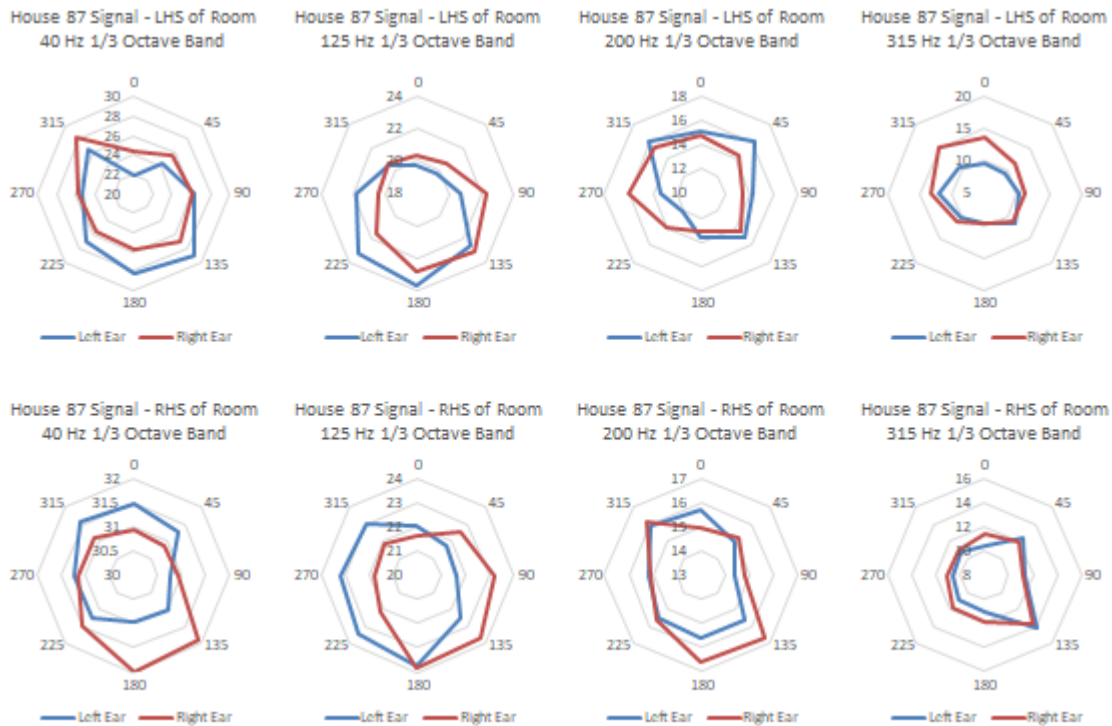 House 87 Signal - LHS of Room
40 Hz 1/3 Octave Band
0
30
315 28 45
26
24
22
270 20 90
225 135
180
Left Ear Right Ear
House 87 Signal - LHS of Room
125 Hz 1/3 Octave Band
0
24
315 45
22
20
270 18 90
225 135
180
Left Ear Right Ear
House 87 Signal - LHS of Room
200 Hz 1/3 Octave Band
0
18
315 45
16
14
12
270 10 90
225 135
180
Left Ear Right Ear
House 87 Signal - LHS of Room
315 Hz 1/3 Octave Band
0
20
315 45
15
10
270 5 90
225 135
180
Left Ear Right Ear
House 87 Signal - RHS of Room
40 Hz 1/3 Octave Band
0
32
315 45
31.5
31
30.5
270 30 90
225 135
180
Left Ear Right Ear
House 87 Signal - RHS of Room
125 Hz 1/3 Octave Band
0
24
315 45
23
22
21
270 20 90
225 135
180
Left Ear Right Ear
House 87 Signal - RHS of Room
200 Hz 1/3 Octave Band
0
17
315 45
16
15
14
270 13 90
225 135
180
Left Ear Right Ear
House 87 Signal - RHS of Room
315 Hz 1/3 Octave Band
0
16
315 45
14
12
10
270 8 90
225 135
180
Left Ear Right Ear